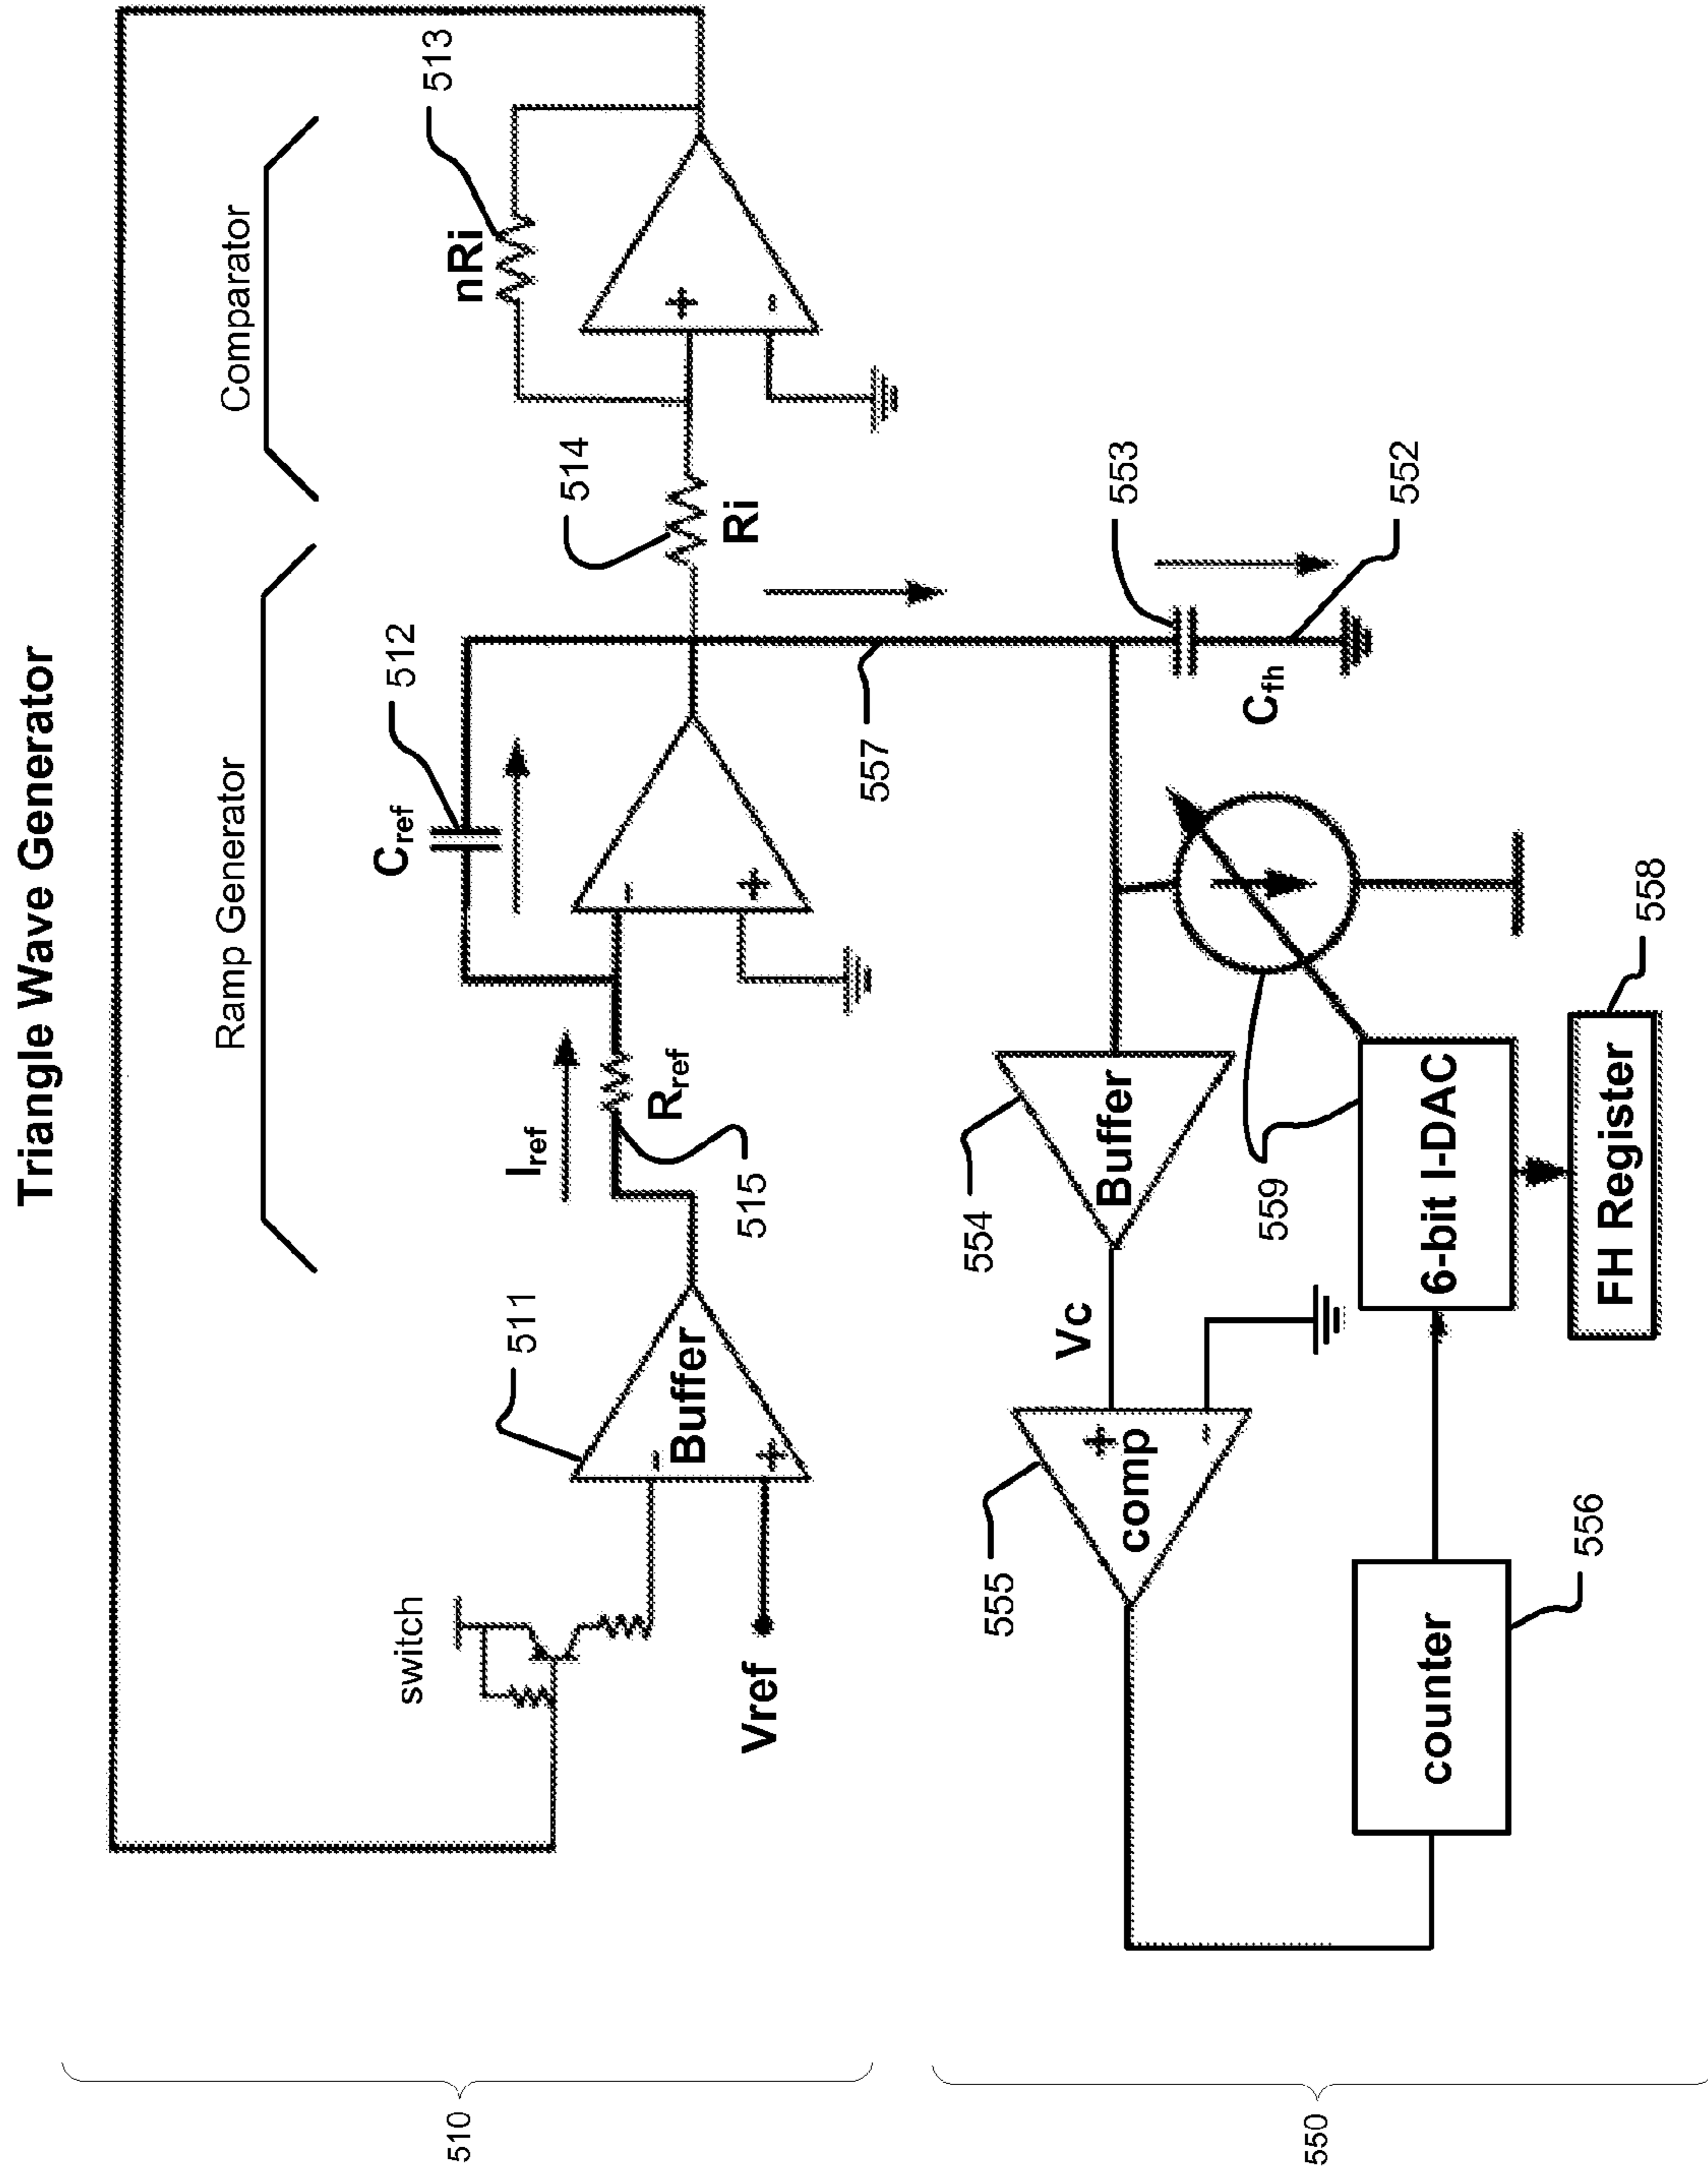 Triangle Wave Generator
Ramp Generator
Comparator
switch
Vref
511
Buffer
-
+
Iref
Rref
515
Cref
512
-
+
514
Ri
nRi
513
+
-
510
557
553
552
Cfh
554
Buffer
Vc
555
comp
+
-
559
6-bit I-DAC
FH Register
558
counter
556
550